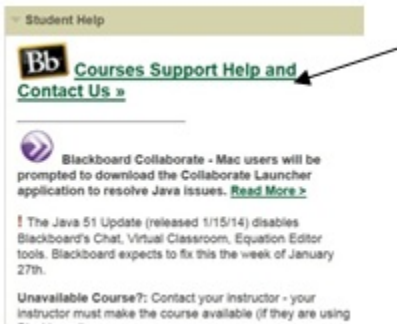 Student Help
Bb Courses Support Help and
Contact Us »
Blackboard Collaborate - Mac users will be
prompted to download the Collaborate Launcher
application to resolve Java issues. Read More >
! The Java 51 Update (released 1/15/14) disables
Blackboard's Chat, Virtual Classroom, Equation Editor
tools. Blackboard expects to fix this the week of January
27th.
Unavailable Course?: Contact your instructor - your
instructor must make the course available (if they are using